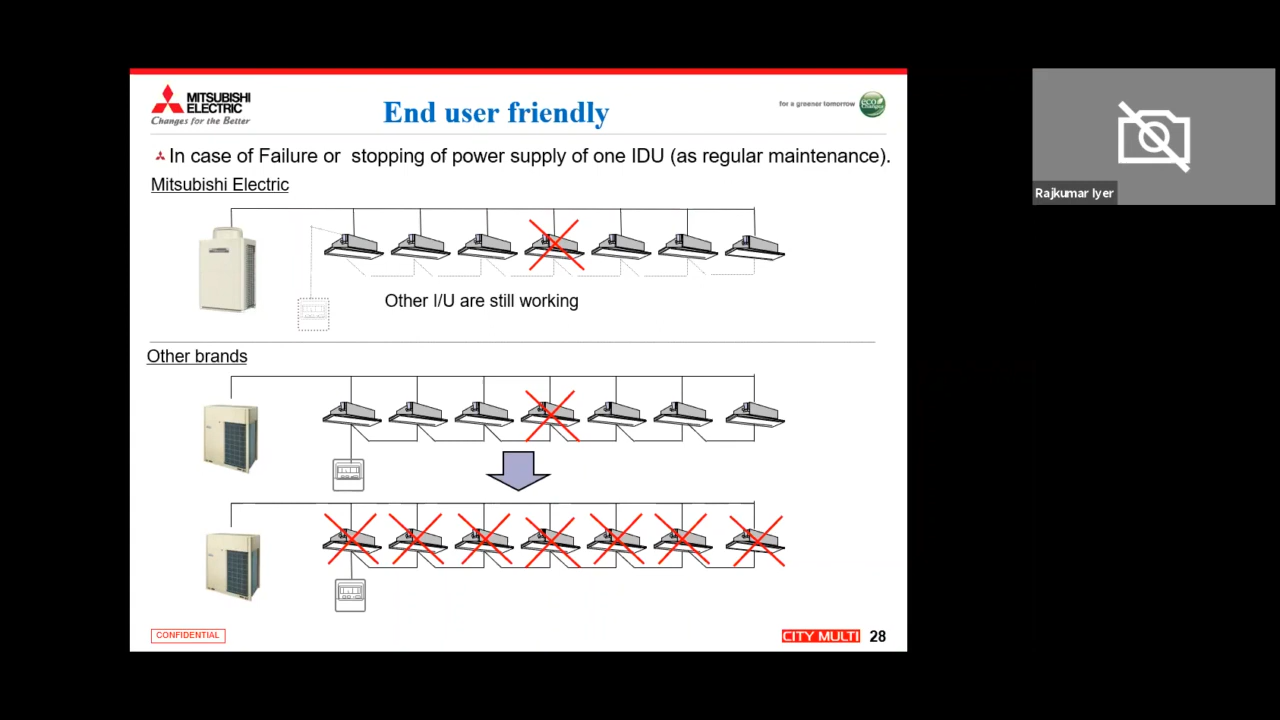 MITSUBISHI
ELECTRIC
Changes for the Better
End user friendly
for a greener tomorrow
eco
Changes
In case of Failure or stopping of power supply of one IDU (as regular maintenance).
Mitsubishi Electric
Rajkumar Iyer
Other I/U are still working
Other brands
CONFIDENTIAL
CITY MULTI
28